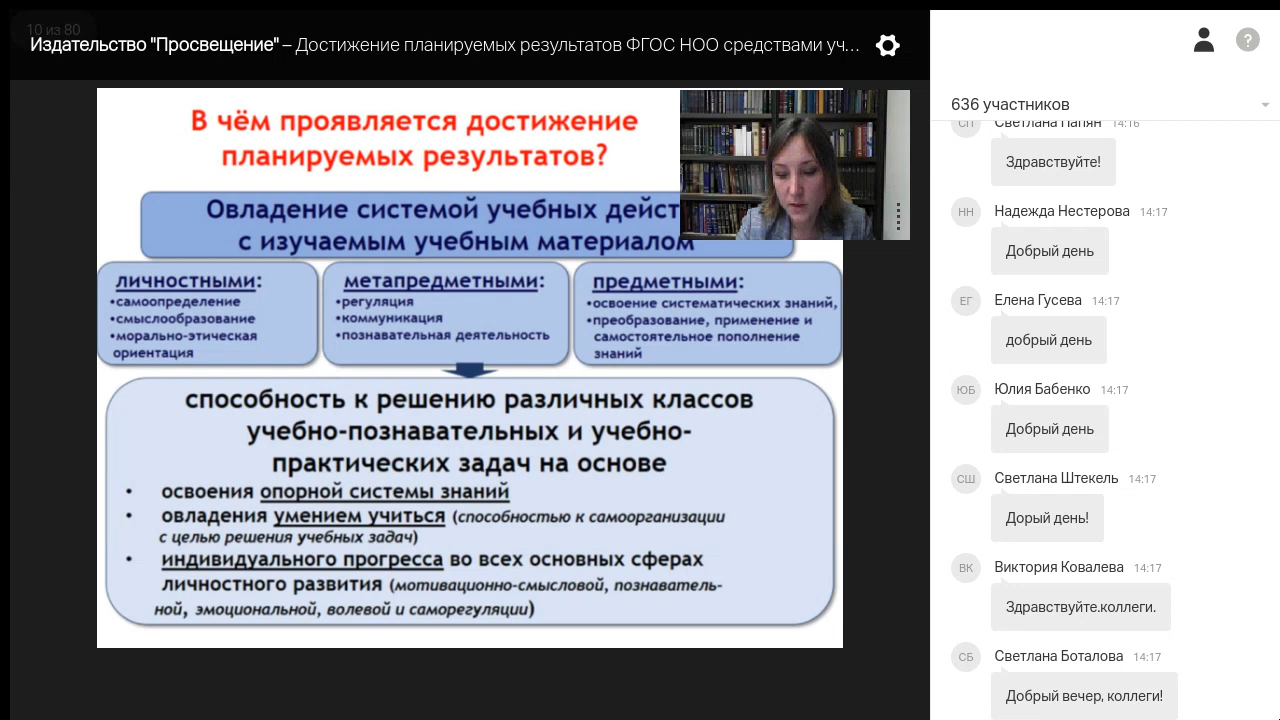 10 из 80
Издательство "Просвещение" – Достижение планируемых результатов ФГОС НОО средствами уч...
В чём проявляется достижение
планируемых результатов?
Овладение системой учебных дейст
с изучаемым учебным материалом
личностными:
•самоопределение
•смыслообразование
•морально-этическая
ориентация
метапредметными:
•регуляция
•коммуникация
•познавательная деятельность
предметными:
•освоение систематических знаний,
•преобразование, применение и
самостоятельное пополнение
знаний
способность к решению различных классов
учебно-познавательных и учебно-
практических задач на основе
• освоения опорной системы знаний
• овладения умением учиться (способностью к самоорганизации
с целью решения учебных задач)
• индивидуального прогресса во всех основных сферах
личностного развития (мотивационно-смысловой, познаватель-
ной, эмоциональной, волевой и саморегуляции)
?
636 участников
СП Светлана Папян 14:16
Здравствуйте!
НН Надежда Нестерова 14:17
Добрый день
ЕГ Елена Гусева 14:17
добрый день
ЮБ Юлия Бабенко 14:17
Добрый день
СШ Светлана Штекель 14:17
Дорый день!
ВК Виктория Ковалева 14:17
Здравствуйте.коллеги.
СБ Светлана Боталова 14:17
Добрый вечер, коллеги!